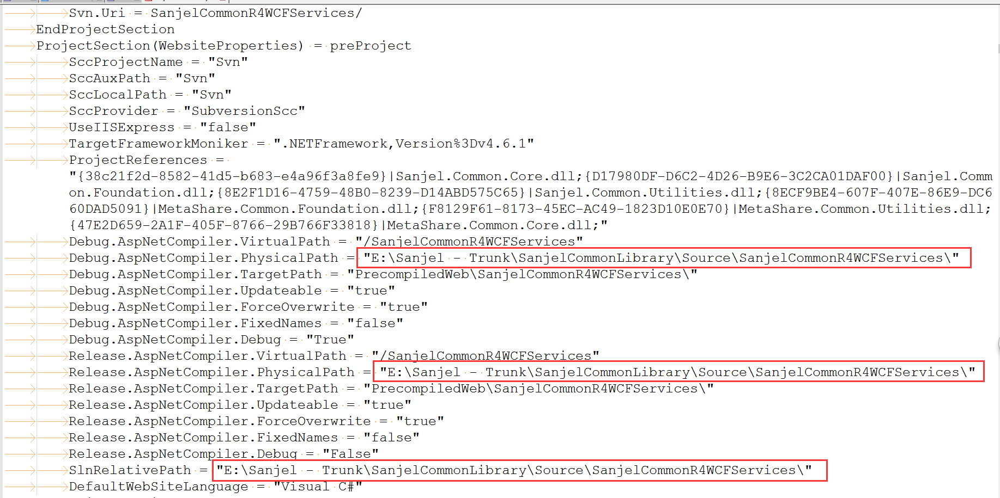 Svn.Uri = SanjelCommonR4WCFServices/
EndProjectSection
ProjectSection(WebsiteProperties) = preProject
SccProjectName = "Svn"
SccAuxPath = "Svn"
SccLocalPath = "Svn"
SccProvider = "SubversionScc"
UseIISExpress = "false"
TargetFrameworkMoniker = ".NETFramework,Version%3Dv4.6.1"
ProjectReferences =
"{38c21f2d-8582-41d5-b683-e4a96f3a8fe9}|Sanjel.Common.Core.dll;{D17980DF-D6C2-4D26-B9E6-3C2CA01DAF00}|Sanjel.Comm
on.Foundation.dll;{8E2F1D16-4759-48B0-8239-D14ABD575C65}|Sanjel.Common.Utilities.dll;{8ECF9BE4-607F-407E-86E9-DC6
60DAD5091}|MetaShare.Common.Foundation.dll;{F8129F61-8173-45EC-AC49-1823D10E0E70}|MetaShare.Common.Utilities.dll;
{47E2D659-2A1F-405F-8766-29B766F33818}|MetaShare.Common.Core.dll;"
Debug.AspNetCompiler.VirtualPath = "/SanjelCommonR4WCFServices"
Debug.AspNetCompiler.PhysicalPath = "E:\Sanjel - Trunk\SanjelCommonLibrary\Source\SanjelCommonR4WCFServices\"
Debug.AspNetCompiler.TargetPath = "PrecompiledWeb\SanjelCommonR4WCFServices\"
Debug.AspNetCompiler.Updateable = "true"
Debug.AspNetCompiler.ForceOverwrite = "true"
Debug.AspNetCompiler.FixedNames = "false"
Debug.AspNetCompiler.Debug = "True"
Release.AspNetCompiler.VirtualPath = "/SanjelCommonR4WCFServices"
Release.AspNetCompiler.PhysicalPath = "E:\Sanjel - Trunk\SanjelCommonLibrary\Source\SanjelCommonR4WCFServices\"
Release.AspNetCompiler.TargetPath = "PrecompiledWeb\SanjelCommonR4WCFServices\"
Release.AspNetCompiler.Updateable = "true"
Release.AspNetCompiler.ForceOverwrite = "true"
Release.AspNetCompiler.FixedNames = "false"
Release.AspNetCompiler.Debug = "False"
SlnRelativePath = "E:\Sanjel - Trunk\SanjelCommonLibrary\Source\SanjelCommonR4WCFServices\"
DefaultWebSiteLanguage = "Visual C#"